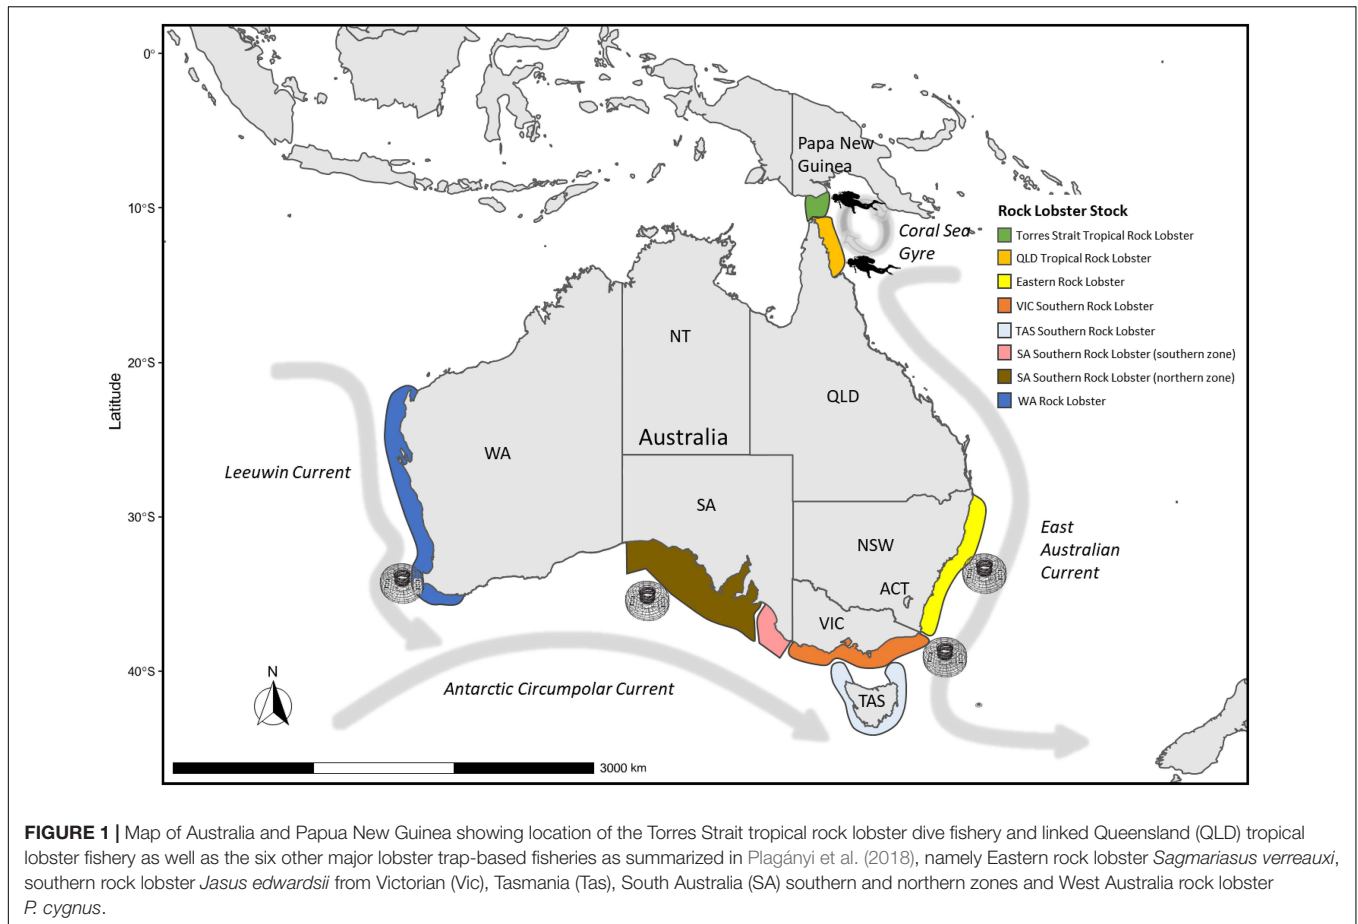 0°
10°S
20°S
30°S
40°S
Latitude
Papa New
Guinea
Coral Sea
Gyre
Rock Lobster Stock
Torres Strait Tropical Rock Lobster
QLD Tropical Rock Lobster
Eastern Rock Lobster
VIC Southern Rock Lobster
TAS Southern Rock Lobster
SA Southern Rock Lobster (southern zone)
SA Southern Rock Lobster (northern zone)
WA Rock Lobster
NT
QLD
Australia
WA
Leeuwin Current
SA
NSW
East
Australian
Current
ACT
VIC
Antarctic Circumpolar Current
TAS
N
3000 km
FIGURE 1 | Map of Australia and Papua New Guinea showing location of the Torres Strait tropical rock lobster dive fishery and linked Queensland (QLD) tropical
lobster fishery as well as the six other major lobster trap-based fisheries as summarized in Plagányi et al. (2018), namely Eastern rock lobster Sagmariasus verreauxi,
southern rock lobster Jasus edwardsii from Victorian (Vic), Tasmania (Tas), South Australia (SA) southern and northern zones and West Australia rock lobster
P. cygnus.